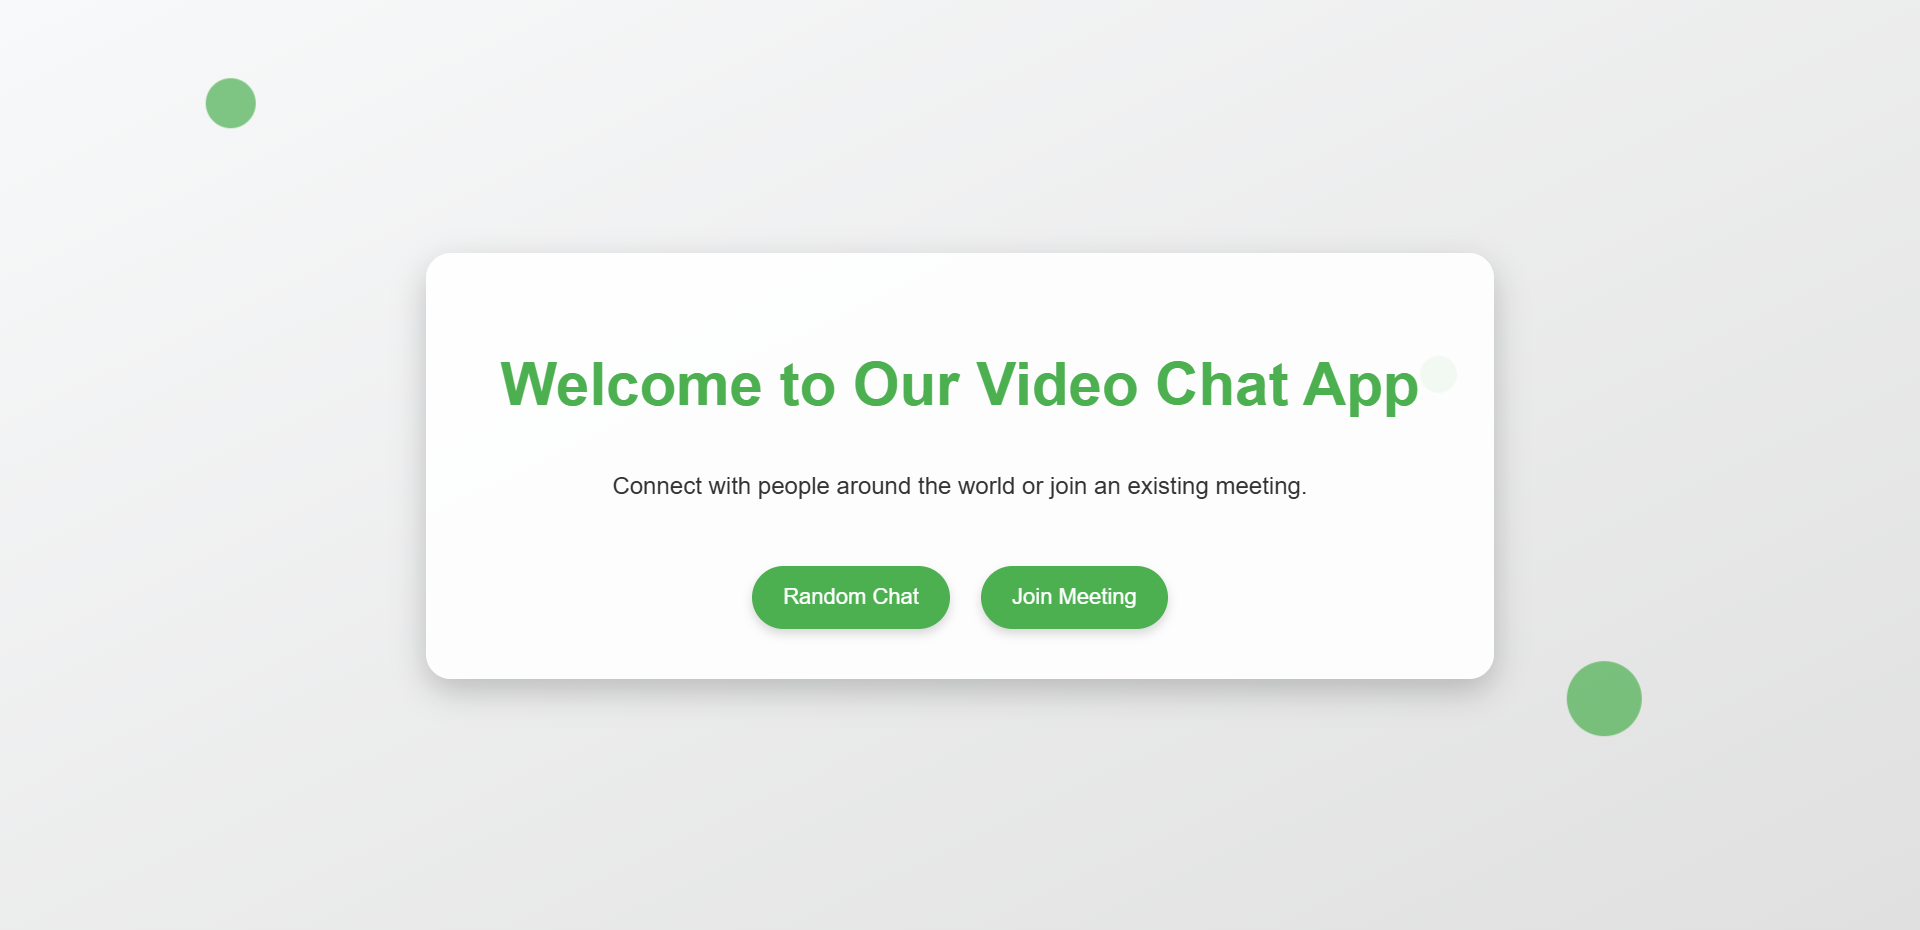 Welcome to Our Video Chat App
Connect with people around the world or join an existing meeting.
Random Chat
Join Meeting